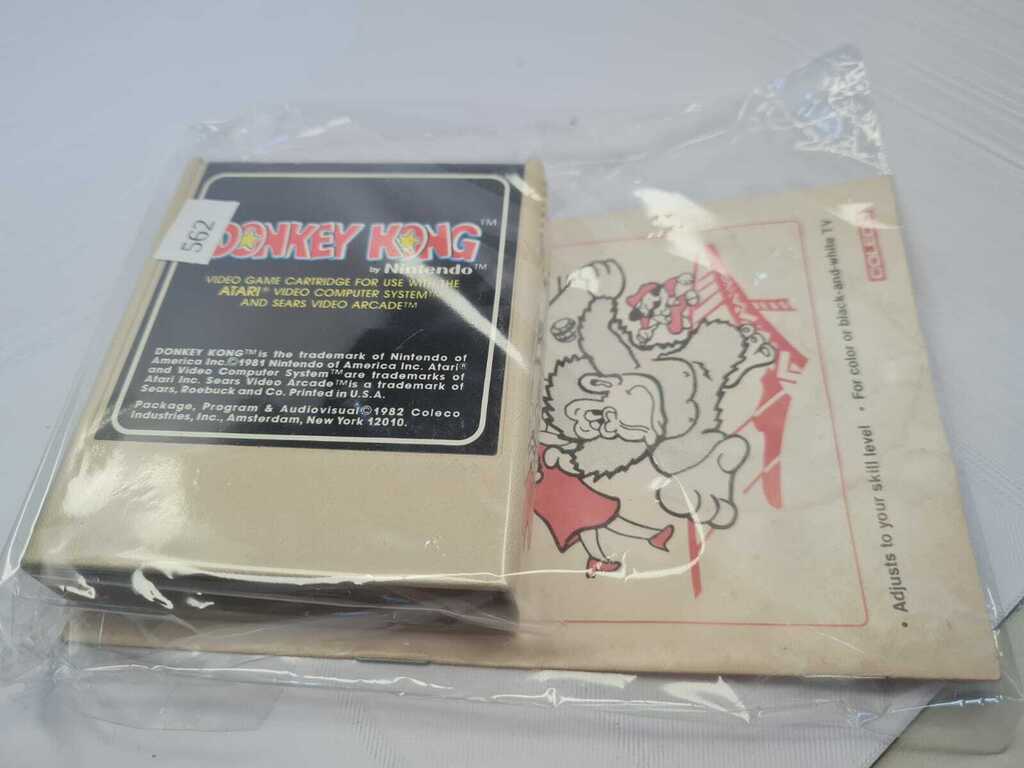 562
DONKEY KONG™
by Nintendo™
VIDEO GAME CARTRIDGE FOR USE WITH THE
ATARI® VIDEO COMPUTER SYSTEM™
AND SEARS VIDEO ARCADE™
DONKEY KONG™ is the trademark of Nintendo of
America Inc.©1981 Nintendo of America Inc. Atari®
and Video Computer System™ are trademarks of
Atari Inc. Sears Video Arcade™ is a trademark of
Sears, Roebuck and Co. Printed in U.S.A.
Package, Program & Audiovisual©1982 Coleco
Industries, Inc., Amsterdam, New York 12010.
• Adjusts to your skill level • For color or black-and-white TV